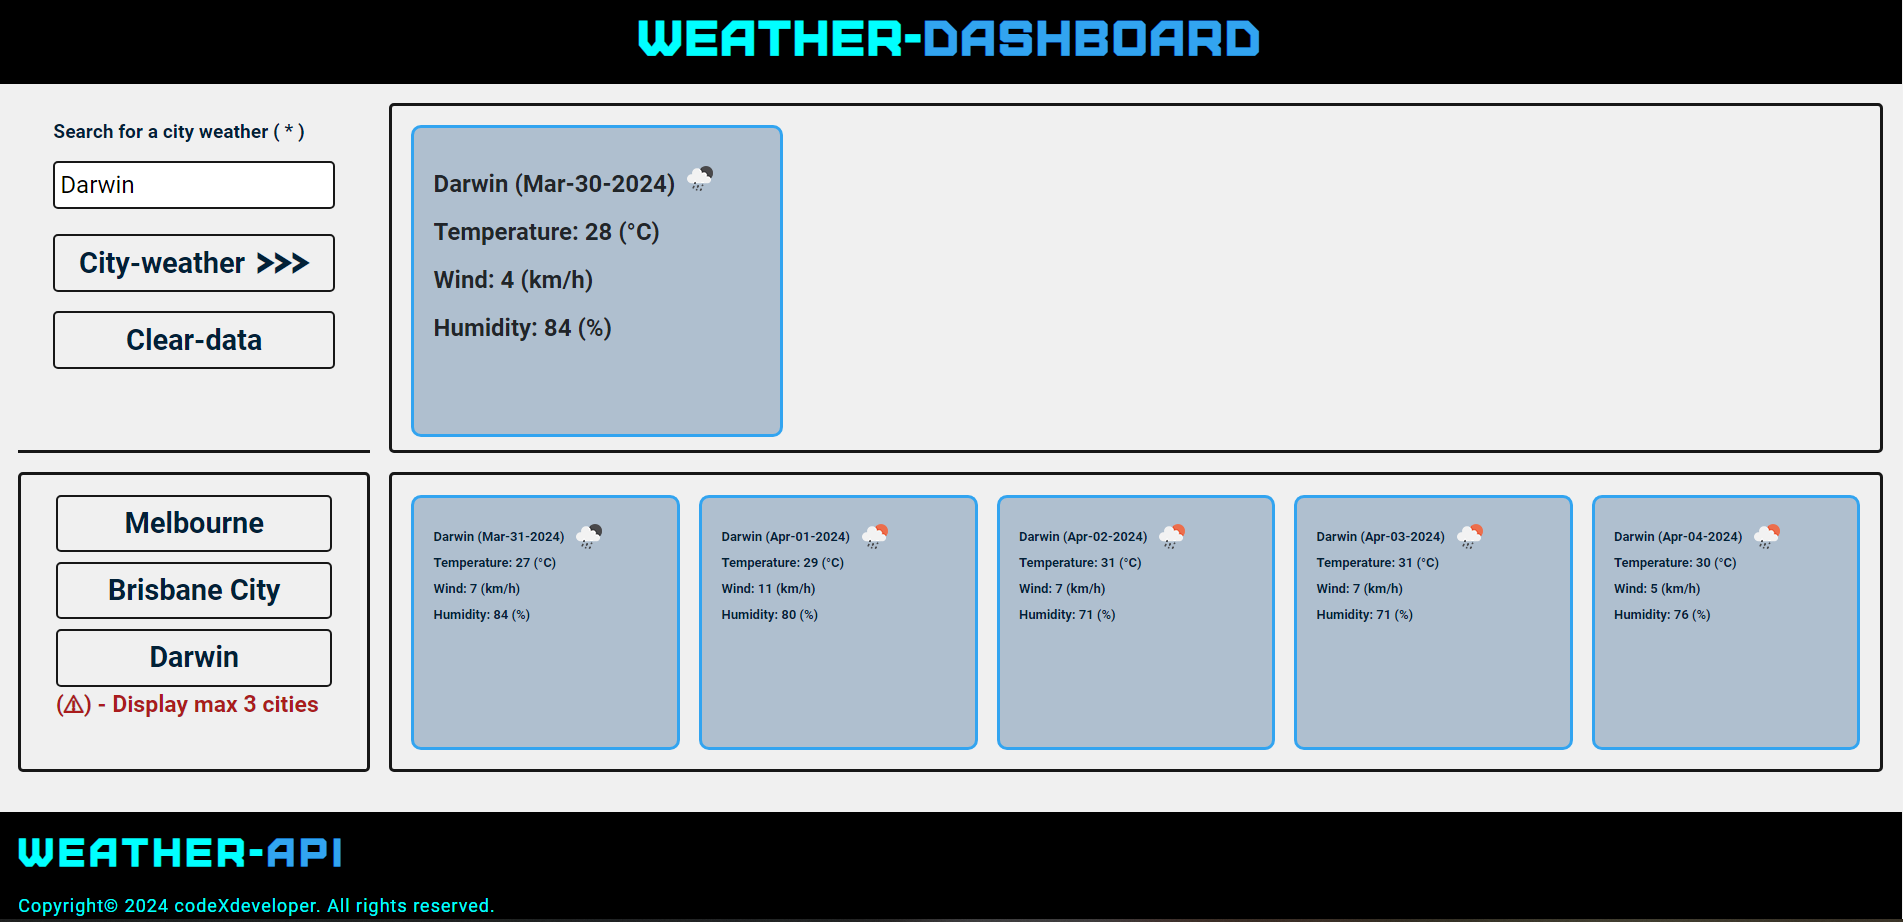 WEATHER-DASHBOARD
Search for a city weather ( * )
Darwin
City-weather >>>
Clear-data
Darwin (Mar-30-2024)
Temperature: 28 (°C)
Wind: 4 (km/h)
Humidity: 84 (%)
Melbourne
Brisbane City
Darwin
(⚠) - Display max 3 cities
Darwin (Mar-31-2024)
Temperature: 27 (°C)
Wind: 7 (km/h)
Humidity: 84 (%)
Darwin (Apr-01-2024)
Temperature: 29 (°C)
Wind: 11 (km/h)
Humidity: 80 (%)
Darwin (Apr-02-2024)
Temperature: 31 (°C)
Wind: 7 (km/h)
Humidity: 71 (%)
Darwin (Apr-03-2024)
Temperature: 31 (°C)
Wind: 7 (km/h)
Humidity: 71 (%)
Darwin (Apr-04-2024)
Temperature: 30 (°C)
Wind: 5 (km/h)
Humidity: 76 (%)
WEATHER-API
Copyright© 2024 codeXdeveloper. All rights reserved.